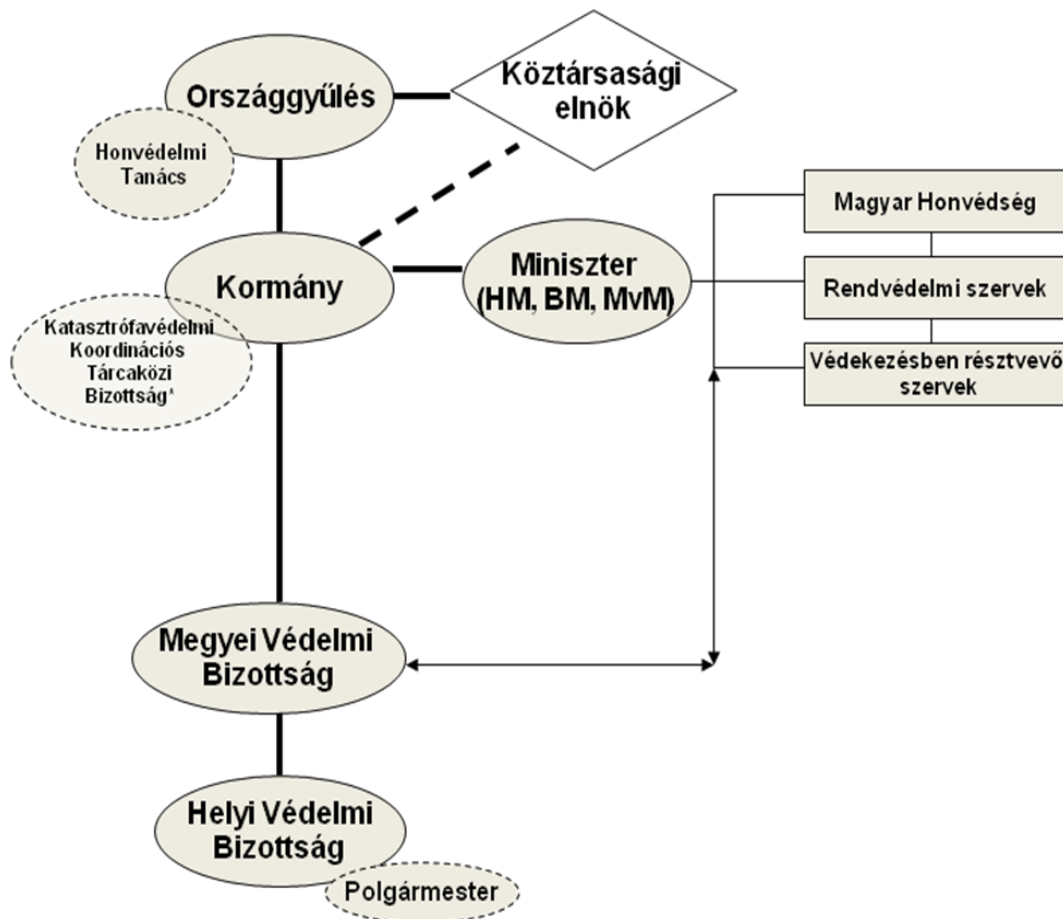 Országgyűlés
Köztársasági
elnök
Honvédelmi
Tanács
Magyar Honvédség
Kormány
Miniszter
(HM, BM, MvM)
Rendvédelmi szervek
Katasztrófavédelmi
Koordinációs
Tárcaközi
Bizottság*
Védekezésben résztvevő
szervek
Megyei Védelmi
Bizottság
Helyi Védelmi
Bizottság
Polgármester